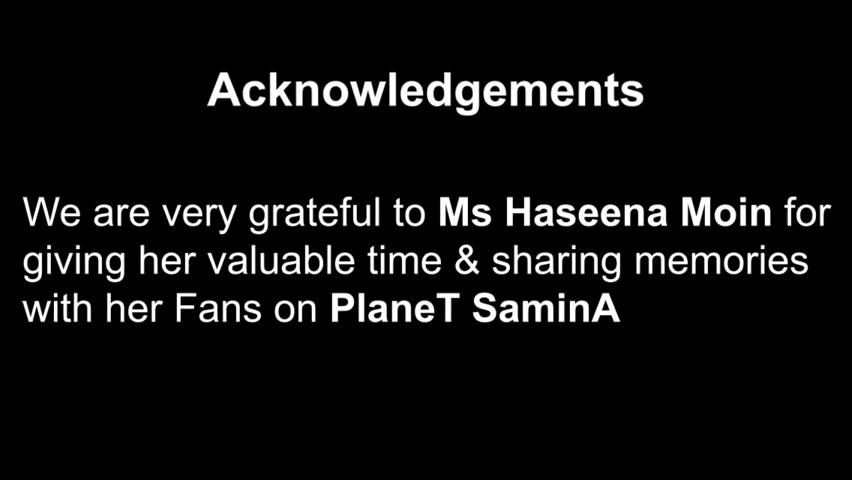 Acknowledgements
We are very grateful to Ms Haseena Moin for
giving her valuable time & sharing memories
with her Fans on PlaneT SaminA